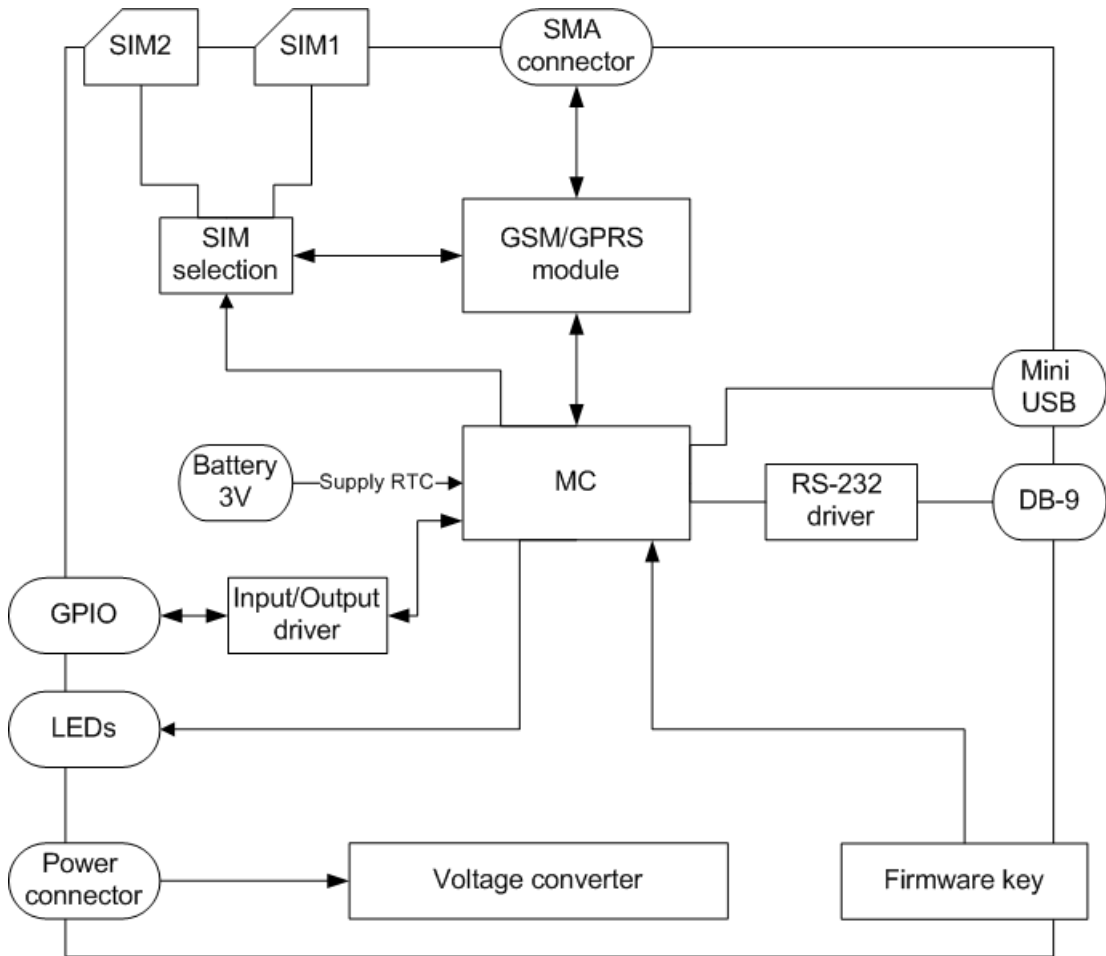 SIM2
SIM1
SMA
connector
SIM
selection
GSM/GPRS
module
Mini
USB
Battery
3V
Supply RTC
MC
RS-232
driver
DB-9
GPIO
Input/Output
driver
LEDs
Power
connector
Voltage converter
Firmware key